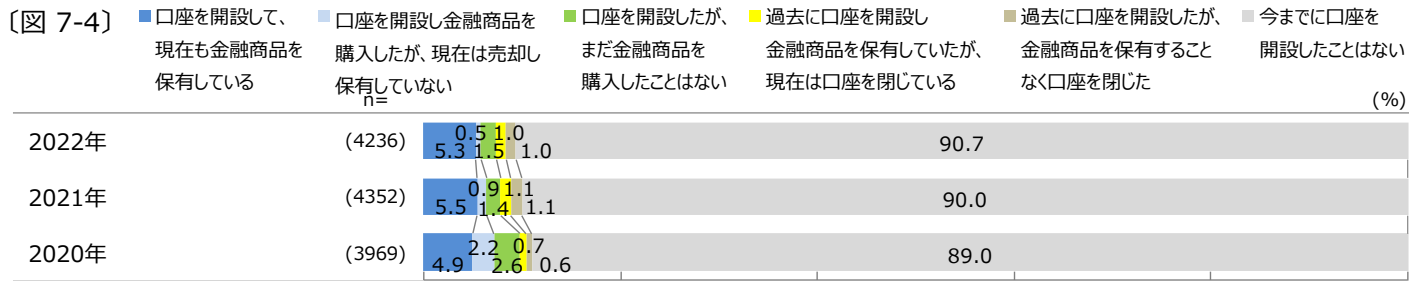 〔図 7-4〕
口座を開設して、
現在も金融商品を
保有している
口座を開設し金融商品を
購入したが、現在は売却し
保有していない
口座を開設したが、
まだ金融商品を
購入したことはない
過去に口座を開設し
金融商品を保有していたが、
現在は口座を閉じている
過去に口座を開設したが、
金融商品を保有すること
なく口座を閉じた
今までに口座を
開設したことはない
n=
(%)
2022年 (4236) 5.3 0.5 1.5 1.0 1.0 90.7
2021年 (4352) 5.5 0.9 1.4 1.1 1.1 90.0
2020年 (3969) 4.9 2.2 2.6 0.7 0.6 89.0